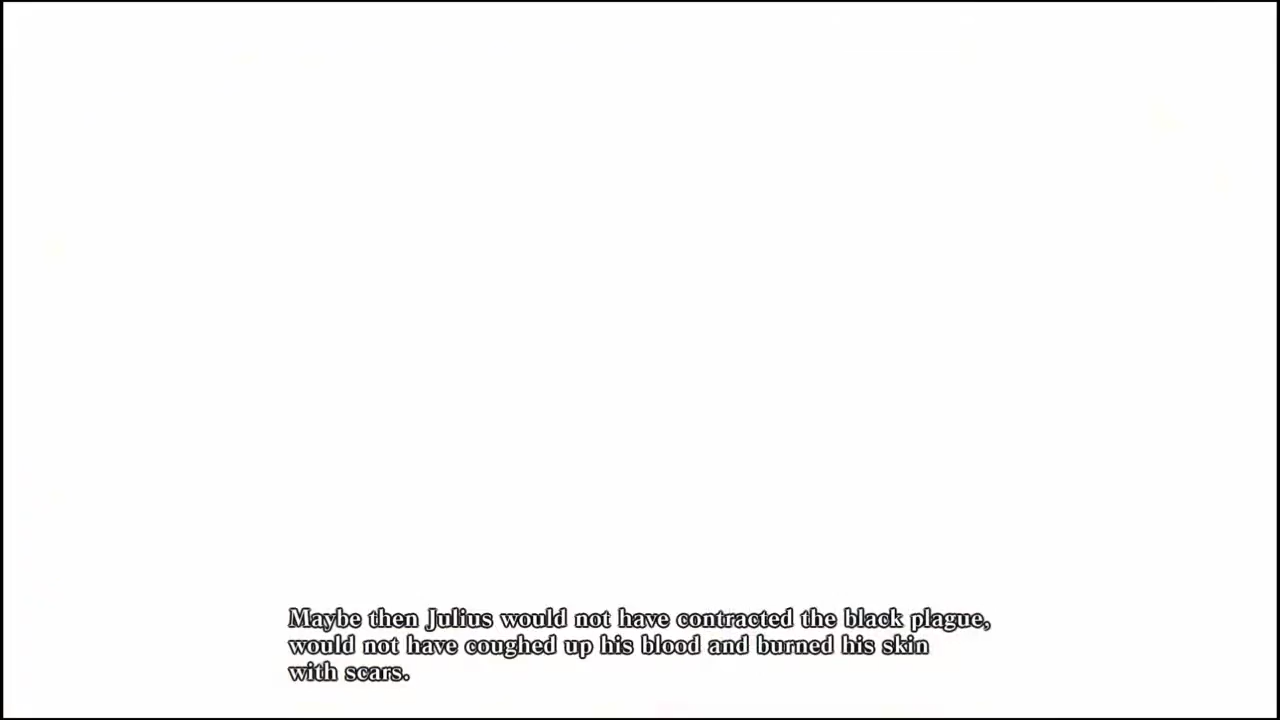 Maybe then Julius would not have contracted the black plague,
would not have coughed up his blood and burned his skin
with scars.